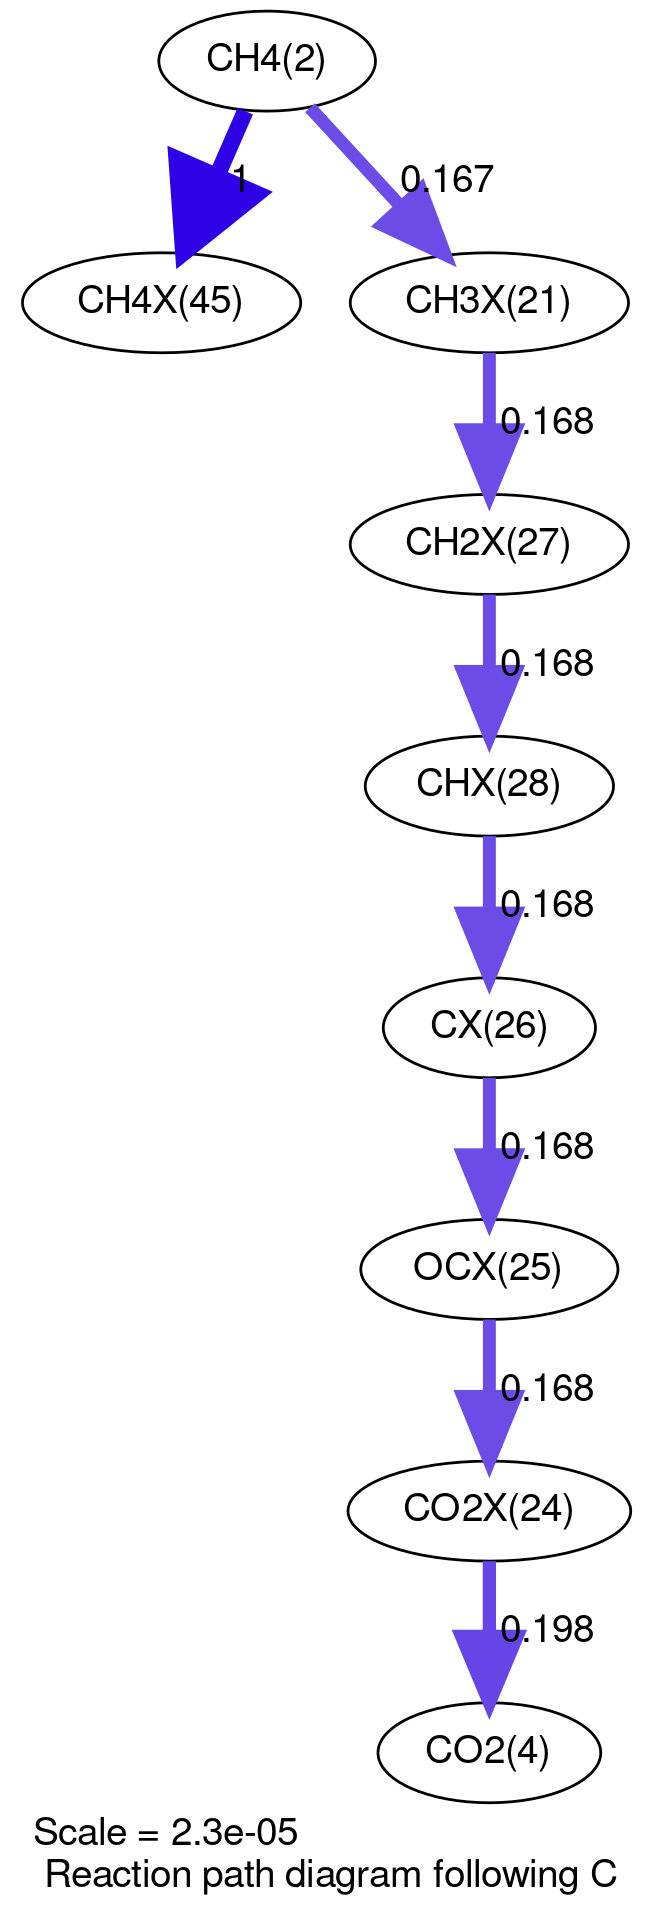 CH4(2)
1
0.167
CH4X(45)
CH3X(21)
0.168
CH2X(27)
0.168
CHX(28)
0.168
CX(26)
0.168
OCX(25)
0.168
CO2X(24)
0.198
CO2(4)
Scale = 2.3e-05
Reaction path diagram following C